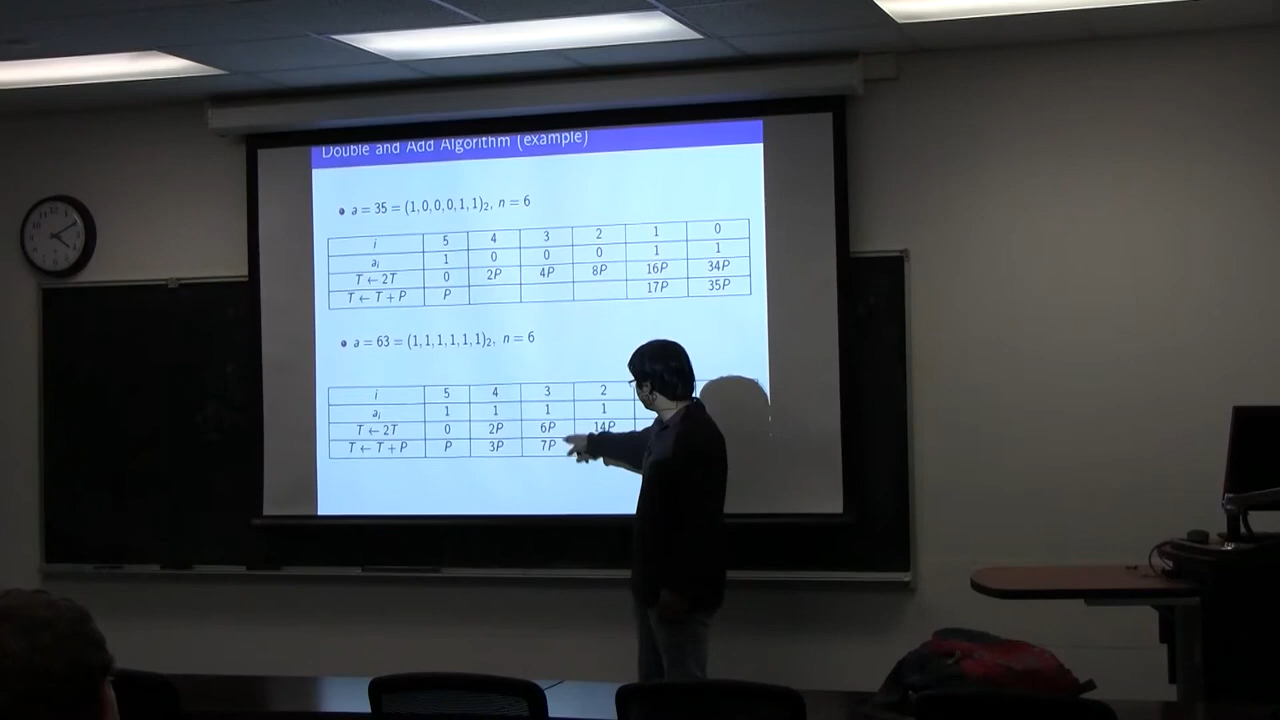 Double and Add Algorithm (example)
• a = 35 = (1, 0, 0, 0, 1, 1)₂, n = 6
i 5 4 3 2 1 0
aᵢ 1 0 0 0 1 1
T ← 2T 0 2P 4P 8P 16P 34P
T ← T + P P 17P 35P
• a = 63 = (1, 1, 1, 1, 1, 1)₂, n = 6
i 5 4 3 2
aᵢ 1 1 1 1
T ← 2T 0 2P 6P 14P
T ← T + P P 3P 7P